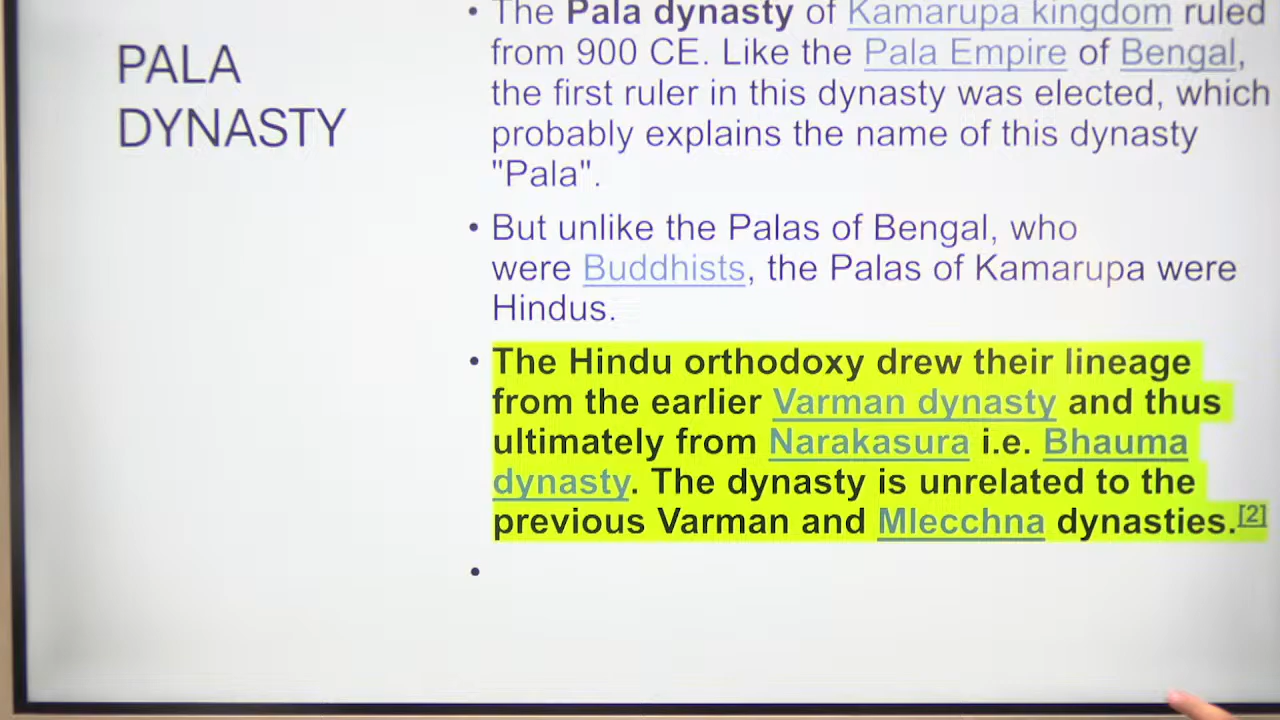 PALA
DYNASTY
• The Pala dynasty of Kamarupa kingdom ruled
from 900 CE. Like the Pala Empire of Bengal,
the first ruler in this dynasty was elected, which
probably explains the name of this dynasty
"Pala".
• But unlike the Palas of Bengal, who
were Buddhists, the Palas of Kamarupa were
Hindus.
• The Hindu orthodoxy drew their lineage
from the earlier Varman dynasty and thus
ultimately from Narakasura i.e. Bhauma
dynasty. The dynasty is unrelated to the
previous Varman and Mlecchna dynasties.[2]
•